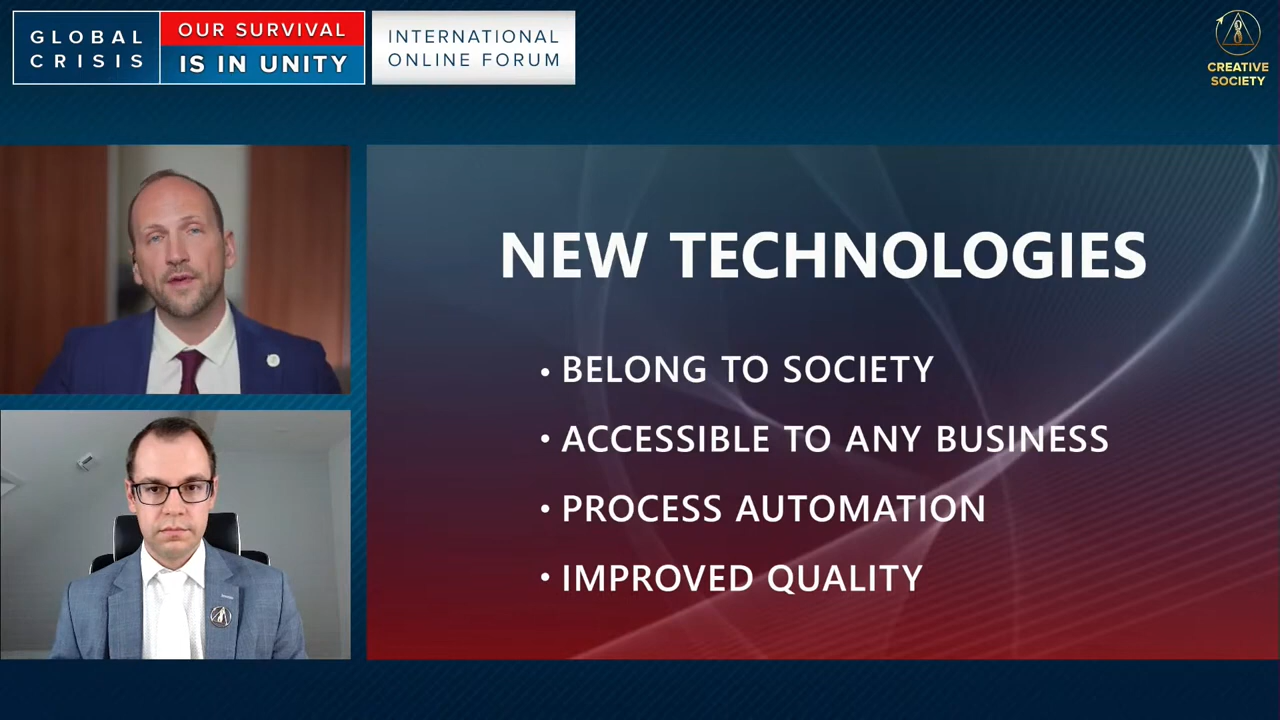 GLOBAL
CRISIS
OUR SURVIVAL
IS IN UNITY
INTERNATIONAL
ONLINE FORUM
CREATIVE
SOCIETY
NEW TECHNOLOGIES
• BELONG TO SOCIETY
• ACCESSIBLE TO ANY BUSINESS
• PROCESS AUTOMATION
• IMPROVED QUALITY